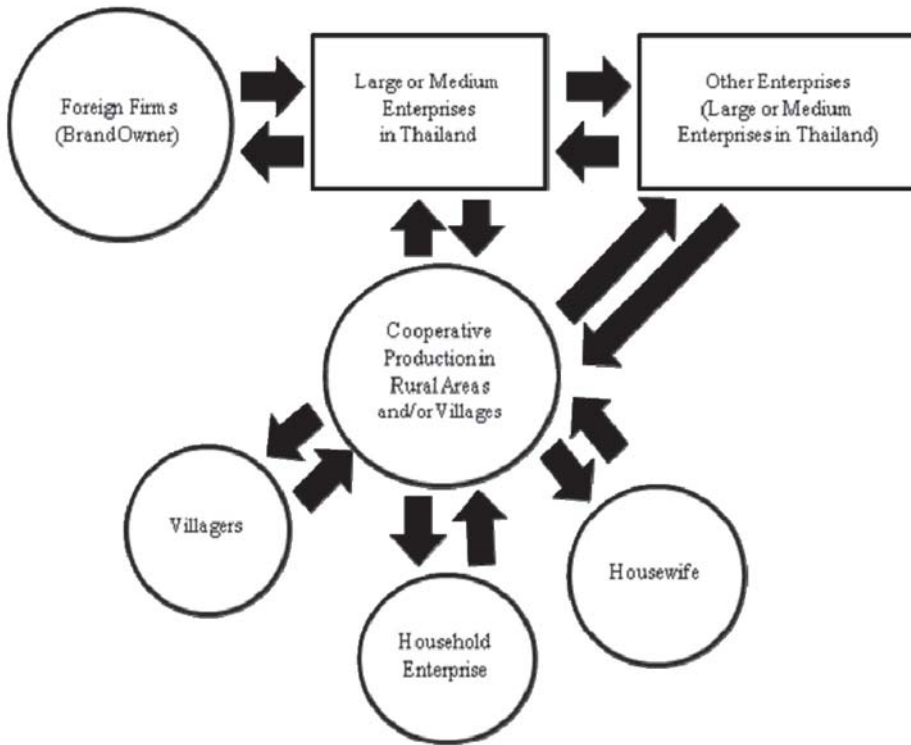 Foreign Firms
(Brand Owner)
Large or Medium
Enterprises
in Thailand
Other Enterprises
(Large or Medium
Enterprises in Thailand)
Cooperative
Production in
Rural Areas
and/or Villages
Villagers
Household
Enterprise
Housewife